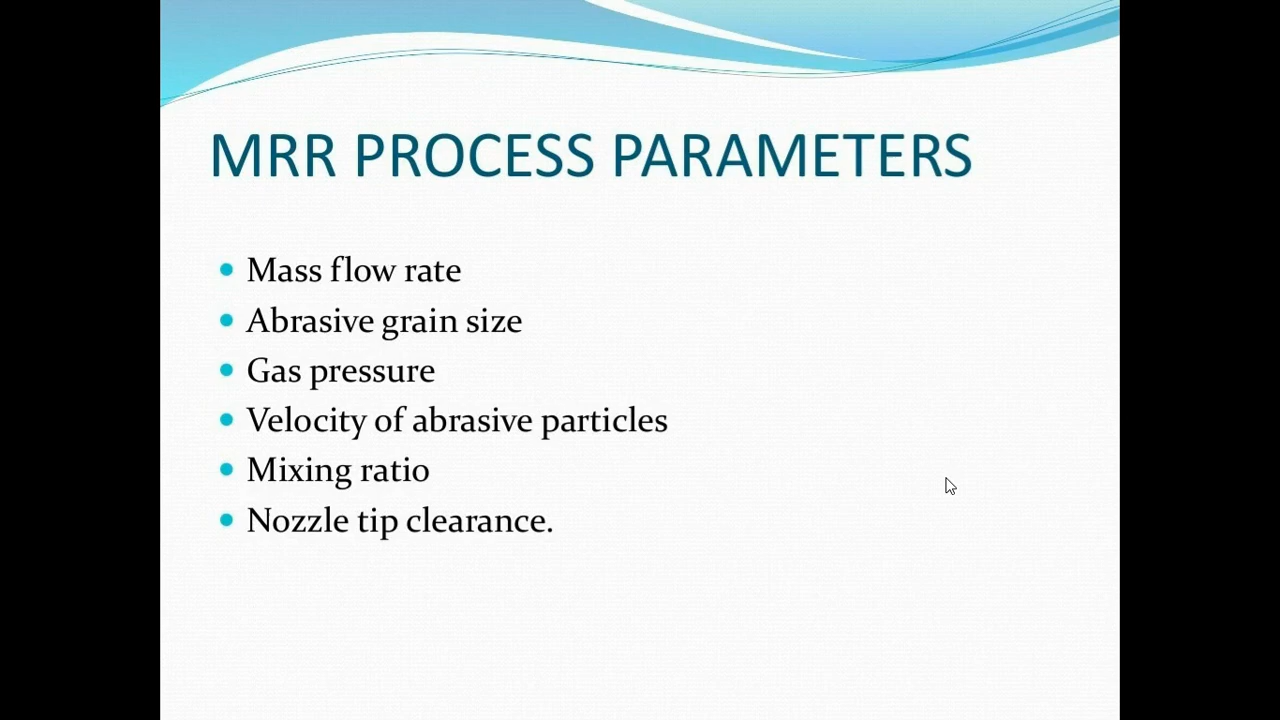 MRR PROCESS PARAMETERS
Mass flow rate
Abrasive grain size
Gas pressure
Velocity of abrasive particles
Mixing ratio
Nozzle tip clearance.